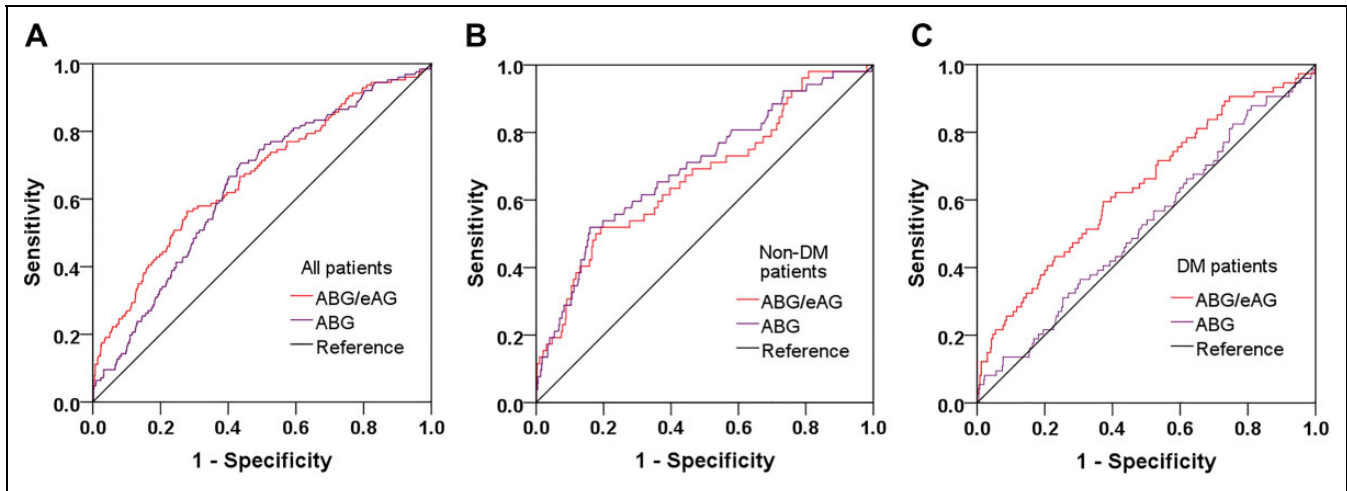 A
1.0
0.8
0.6
0.4
0.2
0.0
Sensitivity
All patients
ABG/eAG
ABG
Reference
0.0 0.2 0.4 0.6 0.8 1.0
1 - Specificity
B
1.0
0.8
0.6
0.4
0.2
0.0
Sensitivity
Non-DM
patients
ABG/eAG
ABG
Reference
0.0 0.2 0.4 0.6 0.8 1.0
1 - Specificity
C
1.0
0.8
0.6
0.4
0.2
0.0
Sensitivity
DM patients
ABG/eAG
ABG
Reference
0.0 0.2 0.4 0.6 0.8 1.0
1 - Specificity